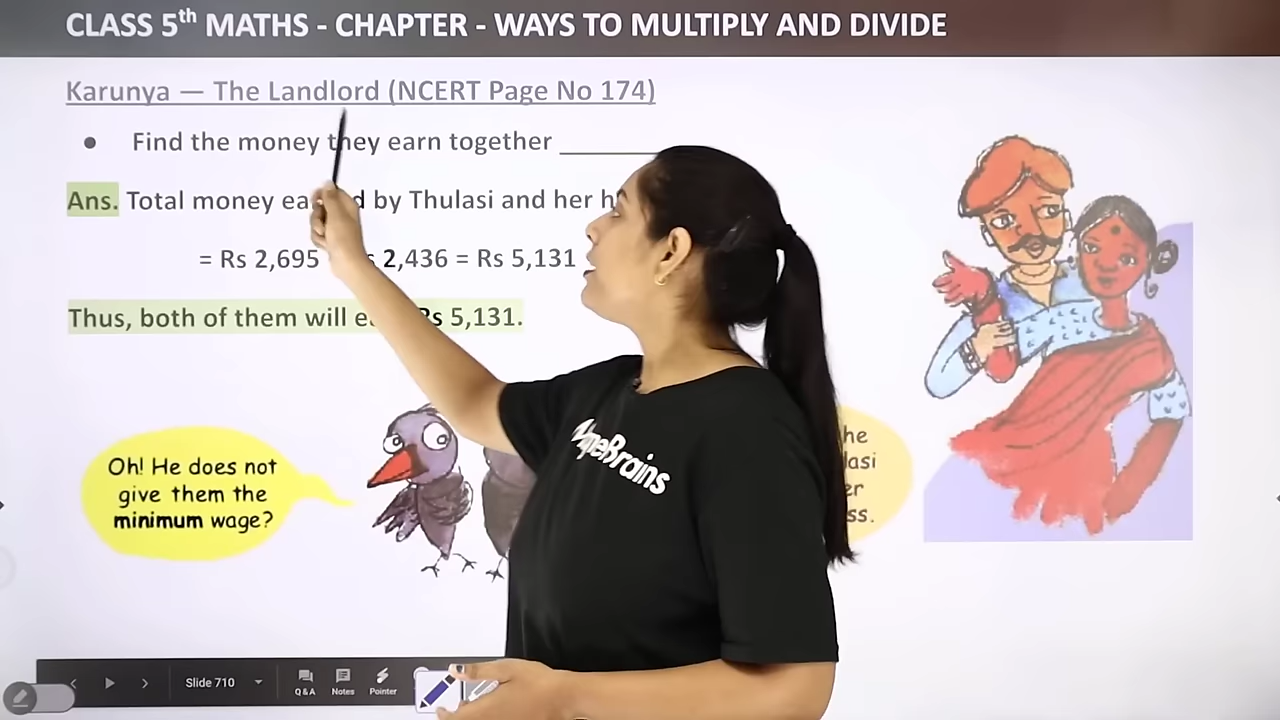 CLASS 5th MATHS - CHAPTER - WAYS TO MULTIPLY AND DIVIDE
Karunya — The Landlord (NCERT Page No 174)
● Find the money they earn together ________
Ans. Total money ea d by Thulasi and her h
= Rs 2,695 s 2,436 = Rs 5,131
Thus, both of them will e Rs 5,131.
Oh! He does not
give them the
minimum wage?
he
lasi
er
ss.
MagnetBrains
Slide 710
Q&A
Notes
Pointer